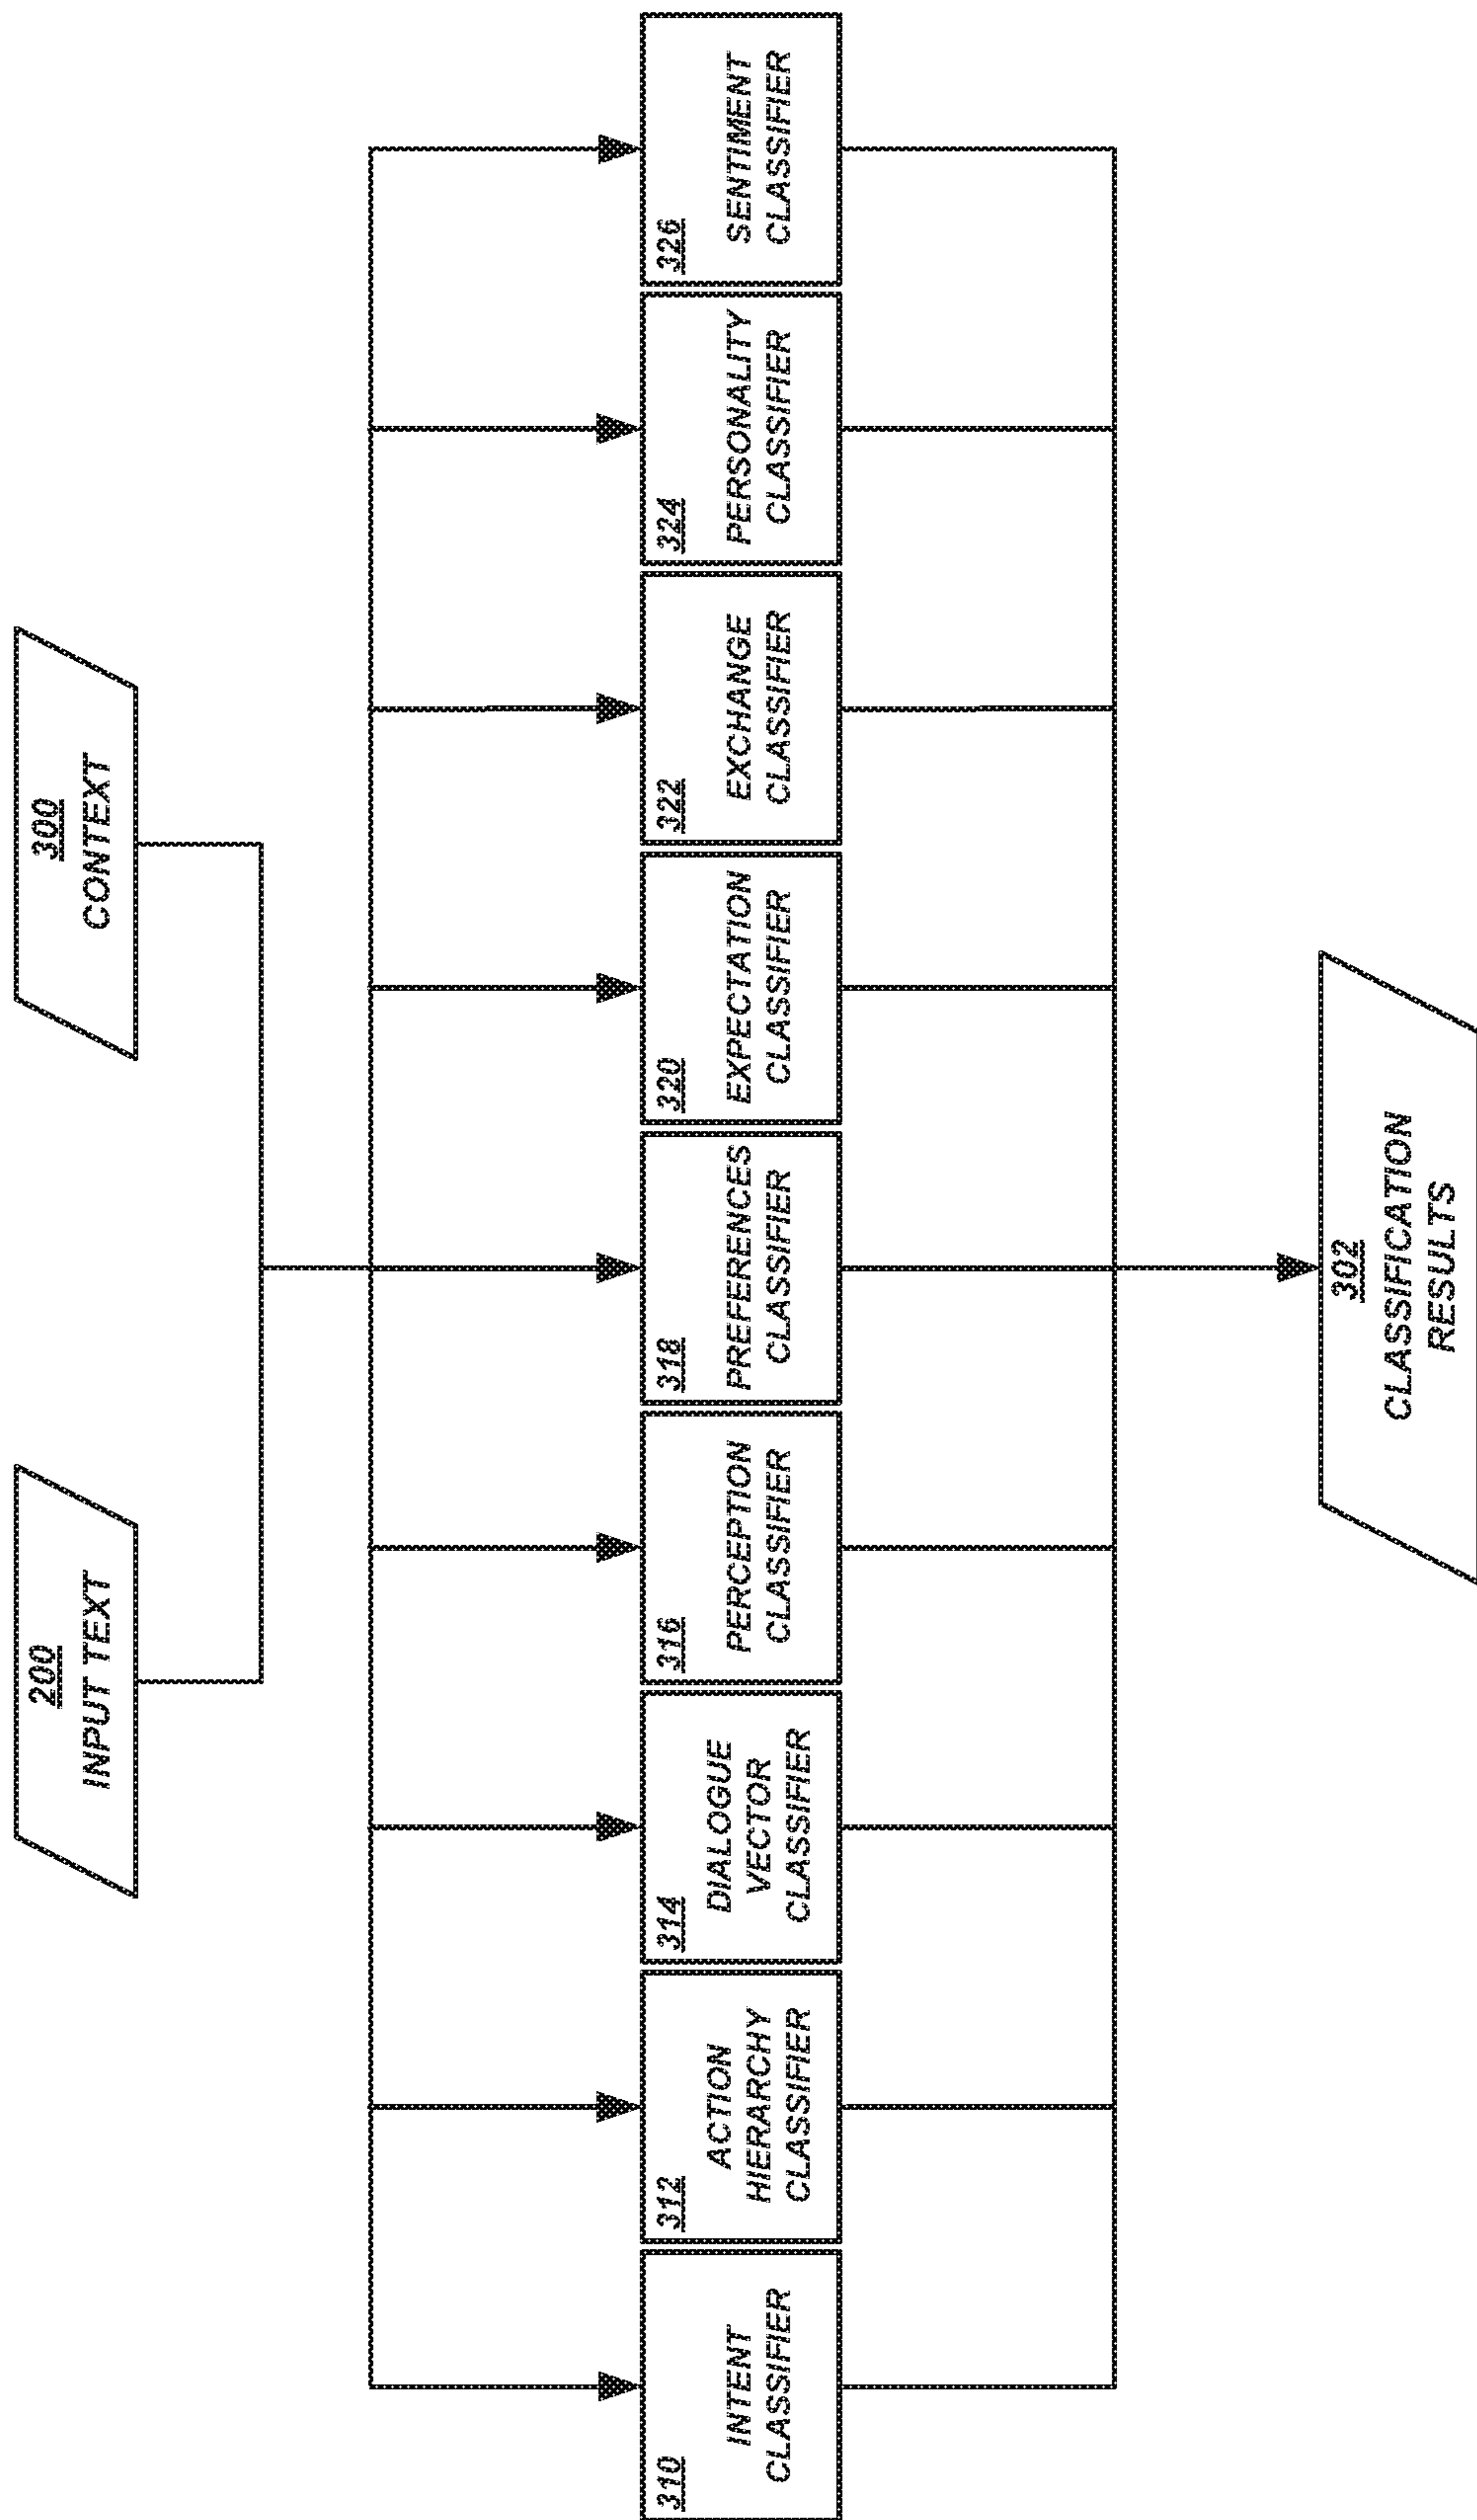 200
INPUT TEXT
300
CONTEXT
310
INTENT
CLASSIFIER
312
ACTION
HIERARCHY
CLASSIFIER
314
DIALOGUE
VECTOR
CLASSIFIER
316
PERCEPTION
CLASSIFIER
318
PREFERENCES
CLASSIFIER
320
EXPECTATION
CLASSIFIER
322
EXCHANGE
CLASSIFIER
324
PERSONALITY
CLASSIFIER
326
SENTIMENT
CLASSIFIER
302
CLASSIFICATION
RESULTS